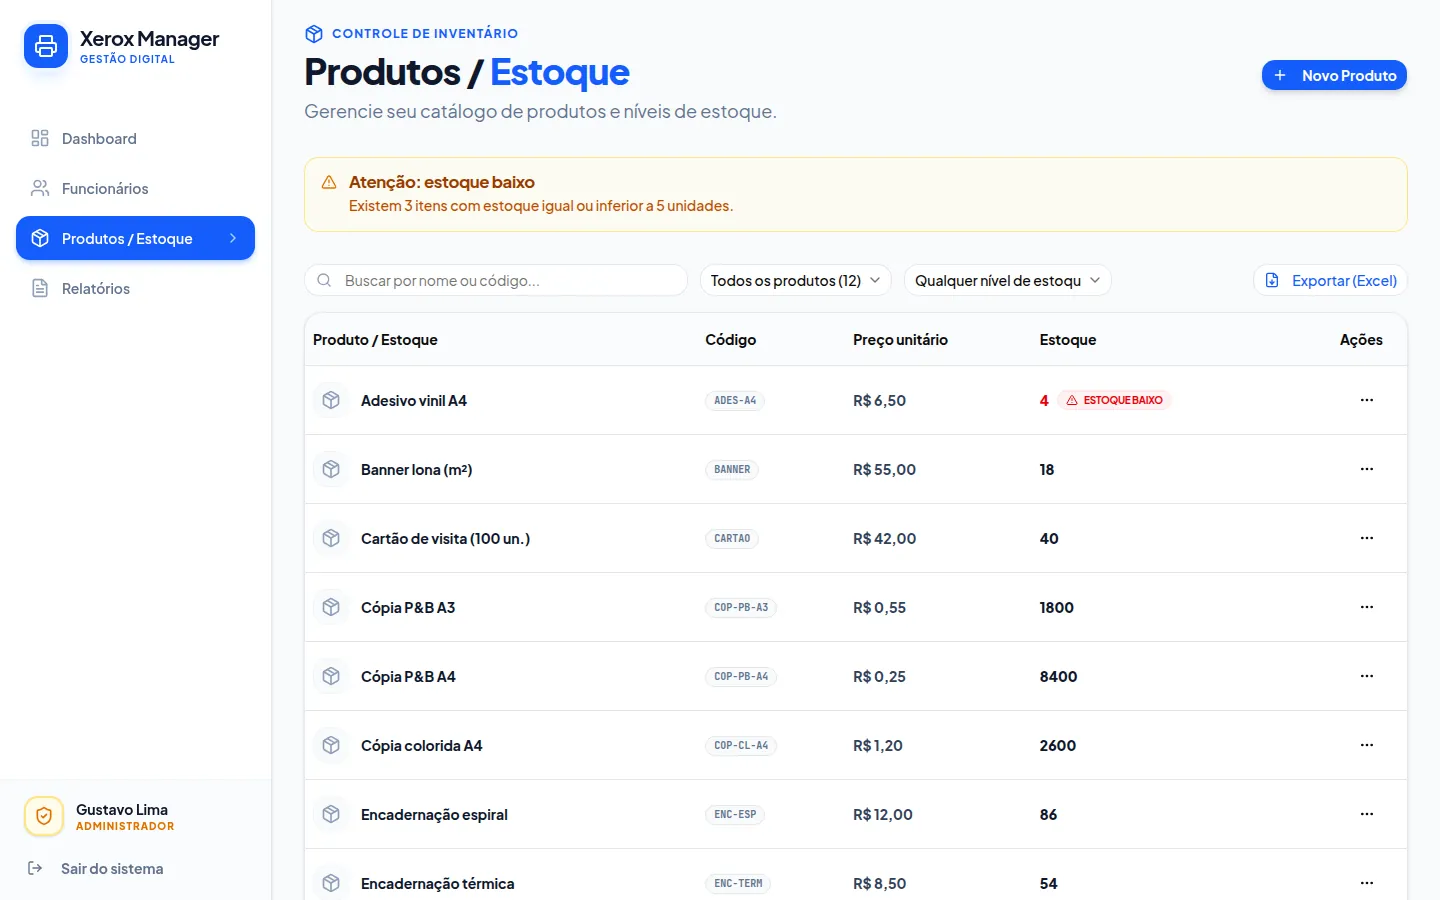 Xerox Manager
GESTÃO DIGITAL
Dashboard
Funcionários
Produtos / Estoque
Relatórios
Gustavo Lima
ADMINISTRADOR
Sair do sistema
CONTROLE DE INVENTÁRIO
Produtos / Estoque
Gerencie seu catálogo de produtos e níveis de estoque.
Novo Produto
Atenção: estoque baixo
Existem 3 itens com estoque igual ou inferior a 5 unidades.
Buscar por nome ou código... Todos os produtos (12) Qualquer nível de estoqu Exportar (Excel)
Produto / Estoque Código Preço unitário Estoque Ações
Adesivo vinil A4 ADES-A4 R$ 6,50 4 ESTOQUE BAIXO ...
Banner lona (m²) BANNER R$ 55,00 18 ...
Cartão de visita (100 un.) CARTAO R$ 42,00 40 ...
Cópia P&B A3 COP-PB-A3 R$ 0,55 1800 ...
Cópia P&B A4 COP-PB-A4 R$ 0,25 8400 ...
Cópia colorida A4 COP-CL-A4 R$ 1,20 2600 ...
Encadernação espiral ENC-ESP R$ 12,00 86 ...
Encadernação térmica ENC-TERM R$ 8,50 54 ...